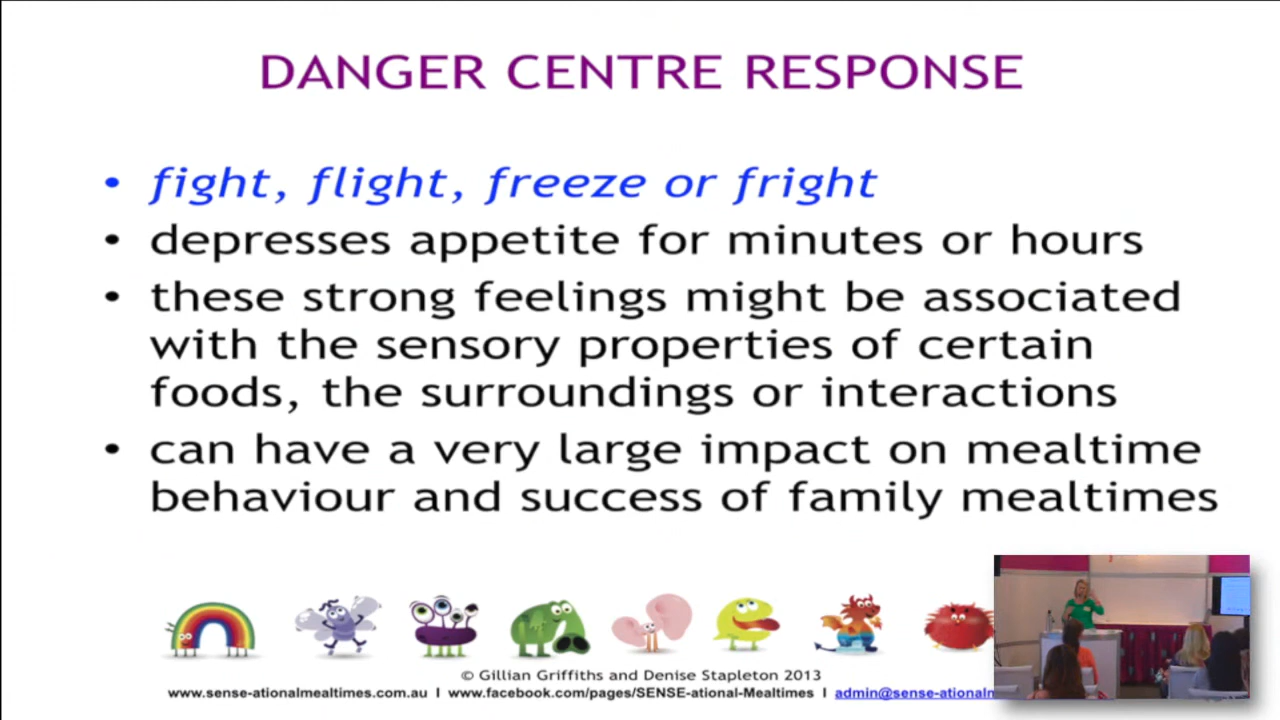 DANGER CENTRE RESPONSE
• fight, flight, freeze or fright
• depresses appetite for minutes or hours
• these strong feelings might be associated
with the sensory properties of certain
foods, the surroundings or interactions
• can have a very large impact on mealtime
behaviour and success of family mealtimes
© Gillian Griffiths and Denise Stapleton 2013
www.sense-ationalmealtimes.com.au | www.facebook.com/pages/SENSE-ational-Mealtimes | admin@sense-ationaln